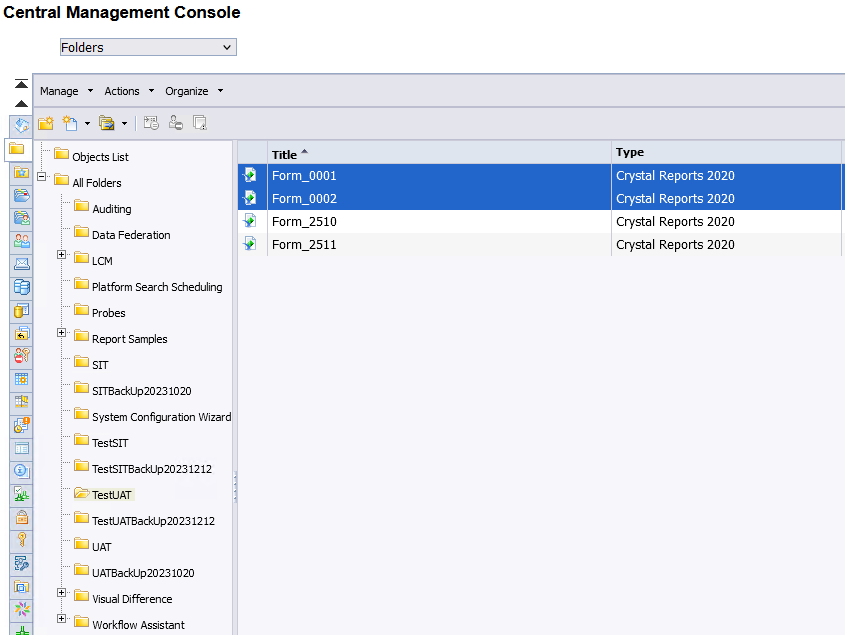 Central Management Console
Folders
Manage Actions Organize
Title Type
Objects List
All Folders
Auditing
Data Federation
LCM
Platform Search Scheduling
Probes
Report Samples
SIT
SITBackUp20231020
System Configuration Wizard
TestSIT
TestSITBackUp20231212
TestUAT
TestUATBackUp20231212
UAT
UATBackUp20231020
Visual Difference
Workflow Assistant
Form_0001 Crystal Reports 2020
Form_0002 Crystal Reports 2020
Form_2510 Crystal Reports 2020
Form_2511 Crystal Reports 2020